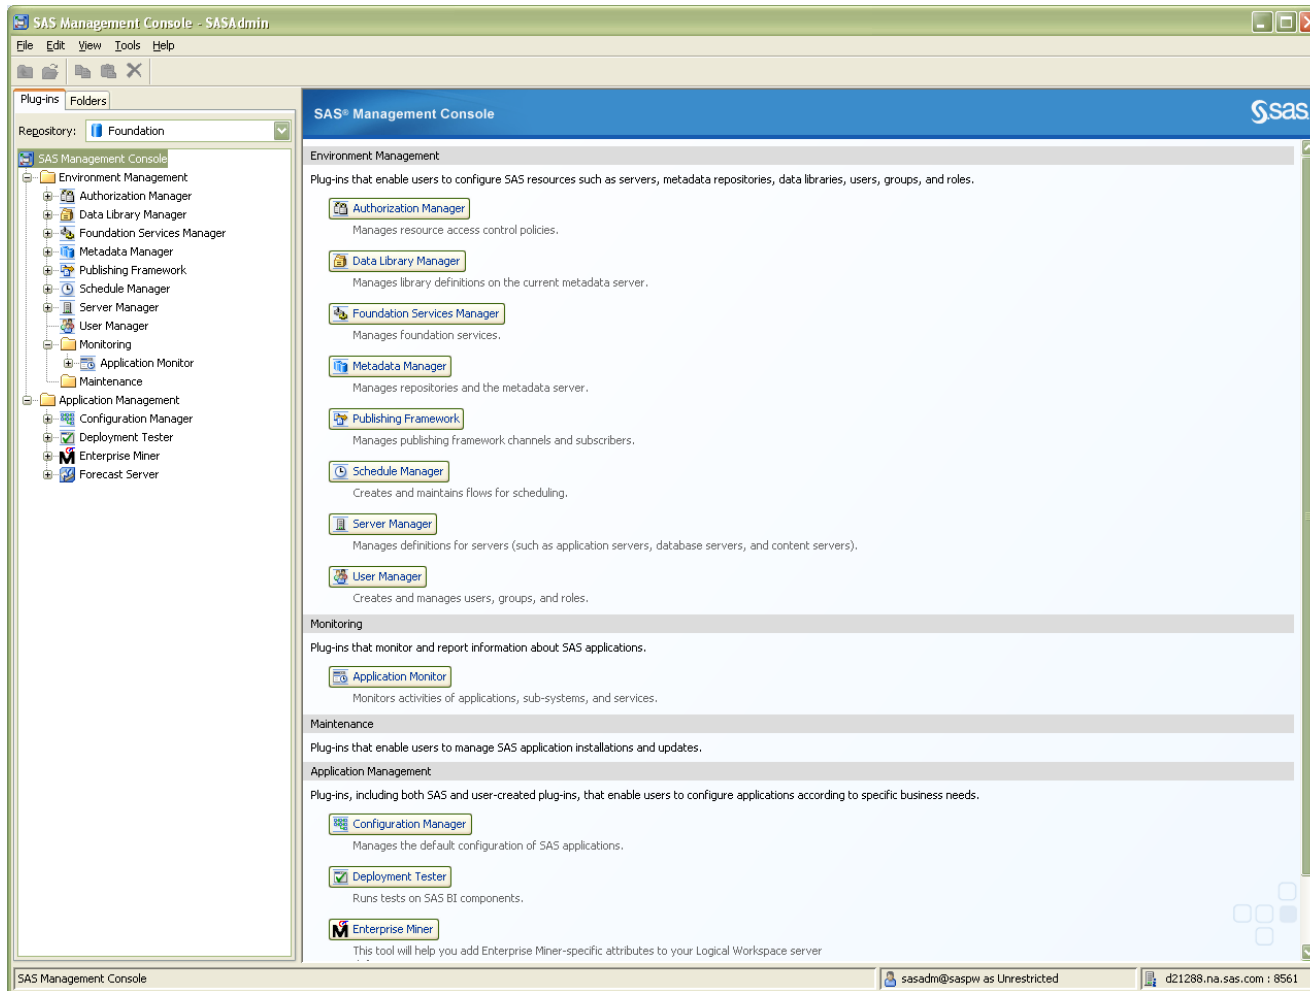 SAS Management Console - SASAdmin
File Edit View Tools Help
Plug-ins Folders
Repository: Foundation
SAS Management Console
Environment Management
Authorization Manager
Data Library Manager
Foundation Services Manager
Metadata Manager
Publishing Framework
Schedule Manager
Server Manager
User Manager
Monitoring
Application Monitor
Maintenance
Application Management
Configuration Manager
Deployment Tester
Enterprise Miner
Forecast Server
SAS® Management Console
sas
Environment Management
Plug-ins that enable users to configure SAS resources such as servers, metadata repositories, data libraries, users, groups, and roles.
Authorization Manager
Manages resource access control policies.
Data Library Manager
Manages library definitions on the current metadata server.
Foundation Services Manager
Manages foundation services.
Metadata Manager
Manages repositories and the metadata server.
Publishing Framework
Manages publishing framework channels and subscribers.
Schedule Manager
Creates and maintains flows for scheduling.
Server Manager
Manages definitions for servers (such as application servers, database servers, and content servers).
User Manager
Creates and manages users, groups, and roles.
Monitoring
Plug-ins that monitor and report information about SAS applications.
Application Monitor
Monitors activities of applications, sub-systems, and services.
Maintenance
Plug-ins that enable users to manage SAS application installations and updates.
Application Management
Plug-ins, including both SAS and user-created plug-ins, that enable users to configure applications according to specific business needs.
Configuration Manager
Manages the default configuration of SAS applications.
Deployment Tester
Runs tests on SAS BI components.
Enterprise Miner
This tool will help you add Enterprise Miner-specific attributes to your Logical Workspace server
SAS Management Console
sasadm@saspw as Unrestricted
d21288.na.sas.com : 8561